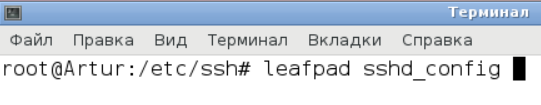 Терминал
Файл Правка Вид Терминал Вкладки Справка
root@Artur:/etc/ssh# leafpad sshd_config